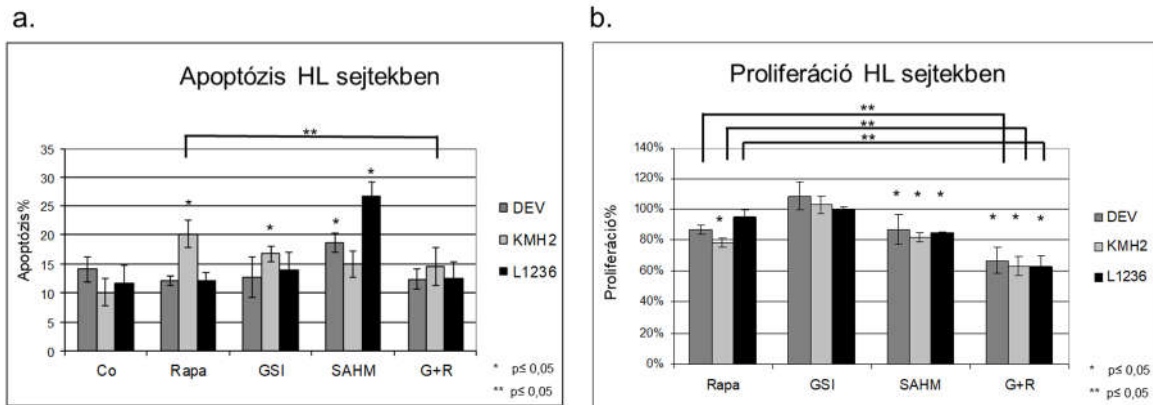 a.
Apoptózis HL sejtekben
**
35
30
25
20
15
10
5
0
Apoptózis%
*
*
*
*
Co Rapa GSI SAHM G+R
DEV
KMH2
L1236
* p≤ 0,05
** p≤ 0,05
b.
Proliferáció HL sejtekben
**
**
**
140%
120%
100%
80%
60%
40%
20%
0%
Proliferáció%
*
* * *
* * *
Rapa GSI SAHM G+R
DEV
KMH2
L1236
* p≤ 0,05
** p≤ 0,05